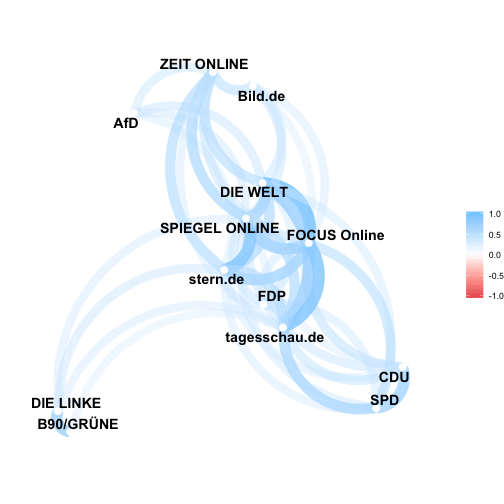 ZEIT ONLINE
Bild.de
AfD
DIE WELT
SPIEGEL ONLINE
FOCUS Online
stern.de
FDP
tagesschau.de
CDU
SPD
DIE LINKE
B90/GRÜNE
1.0
0.5
0.0
-0.5
-1.0